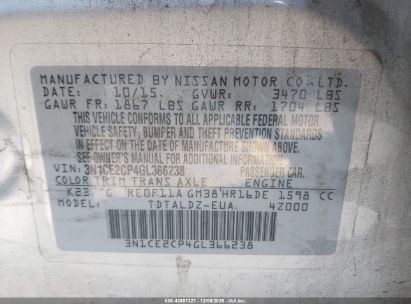 MANUFACTURED BY NISSAN MOTOR CO., LTD.
DATE: 10/15. GVWR: 3470 LBS
GAWR FR: 1867 LBS GAWR RR: 1704 LBS
THIS VEHICLE CONFORMS TO ALL APPLICABLE FEDERAL MOTOR
VEHICLE SAFETY, BUMPER AND THEFT PREVENTION STANDARDS
IN EFFECT ON THE DATE OF MANUFACTURE SHOWN ABOVE.
SEE OWNER'S MANUAL FOR ADDITIONAL INFORMATION.
VIN: 3N1CE2CP4GL366238 PASSENGER CAR.
COLOR TRIM TRANS AXLE ENGINE
K23 G RE0F11A GM38 HR16DE 1598 CC
MODEL: TDTALDZ-EUA 4Z000
3N1CE2CP4GL366238